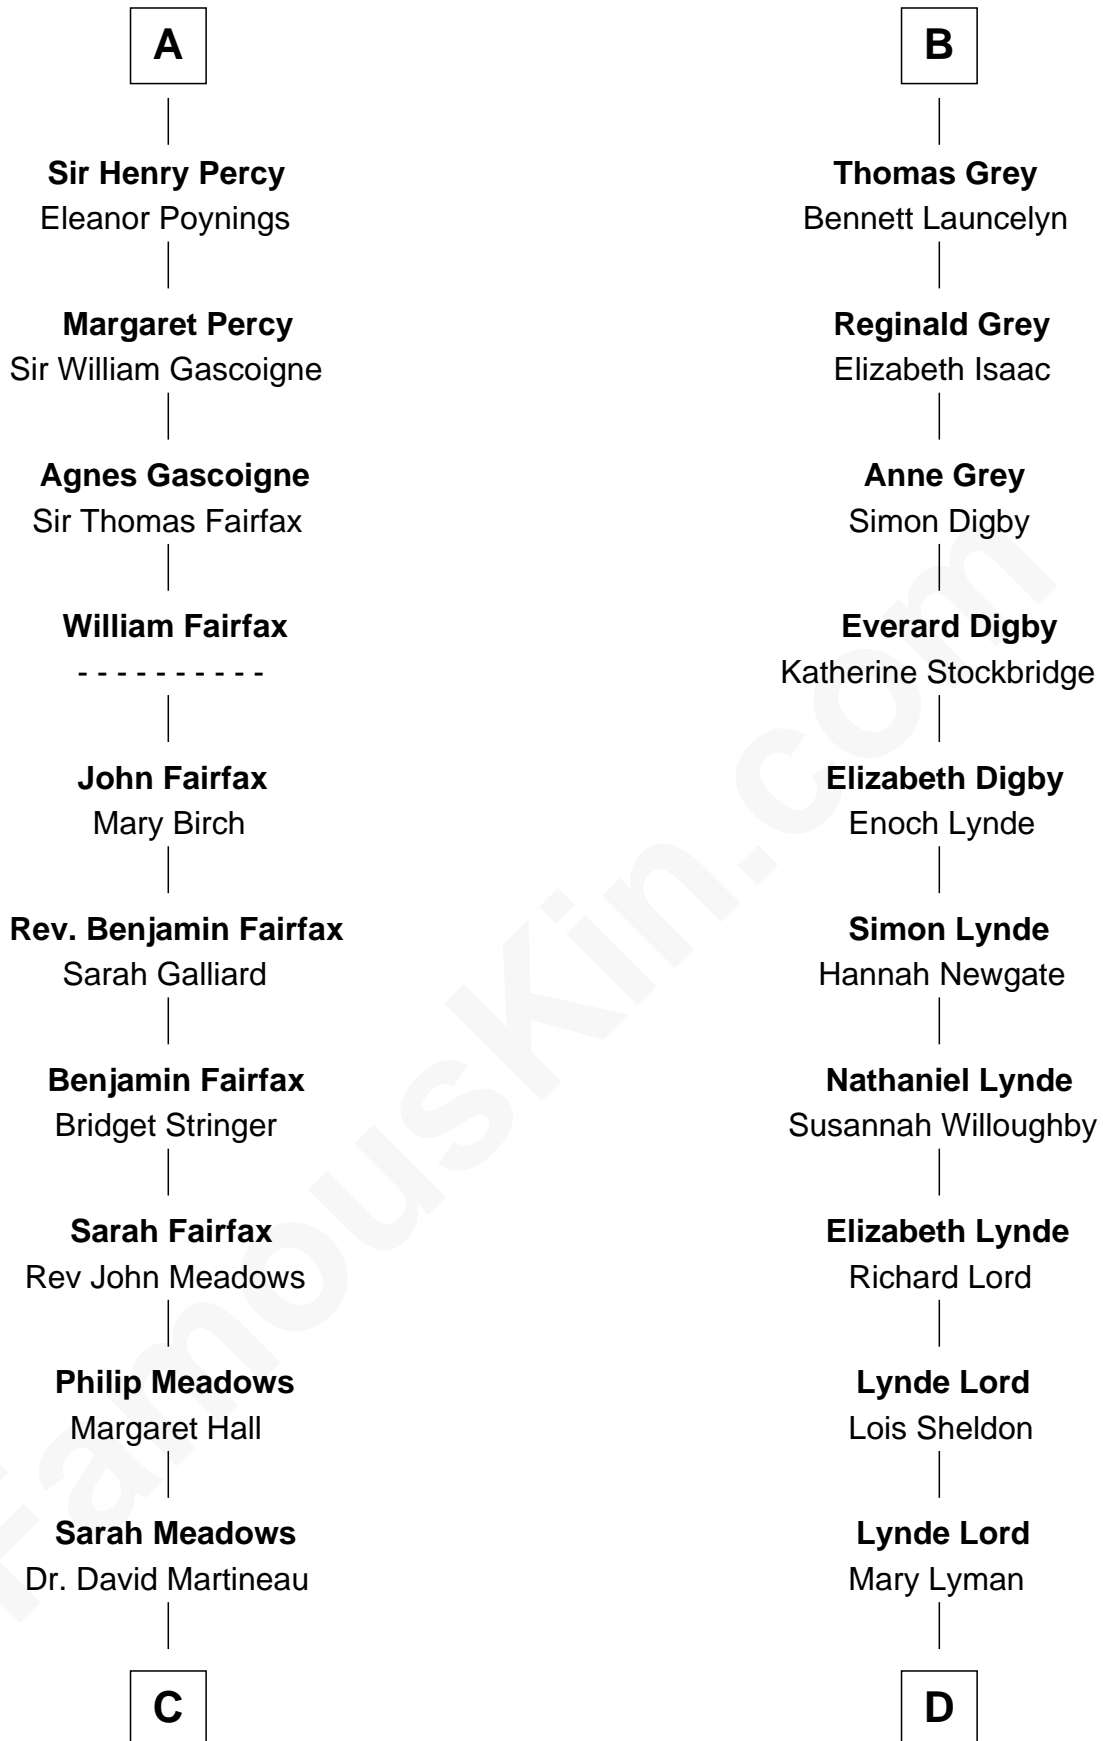 A
Sir Henry Percy
Eleanor Poynings
Margaret Percy
Sir William Gascoigne
Agnes Gascoigne
Sir Thomas Fairfax
William Fairfax
- - - - - - - - - -
John Fairfax
Mary Birch
Rev. Benjamin Fairfax
Sarah Galliard
Benjamin Fairfax
Bridget Stringer
Sarah Fairfax
Rev John Meadows
Philip Meadows
Margaret Hall
Sarah Meadows
Dr. David Martineau
C
B
Thomas Grey
Bennett Launcelyn
Reginald Grey
Elizabeth Isaac
Anne Grey
Simon Digby
Everard Digby
Katherine Stockbridge
Elizabeth Digby
Enoch Lynde
Simon Lynde
Hannah Newgate
Nathaniel Lynde
Susannah Willoughby
Elizabeth Lynde
Richard Lord
Lynde Lord
Lois Sheldon
Lynde Lord
Mary Lyman
D
FamousKin.com